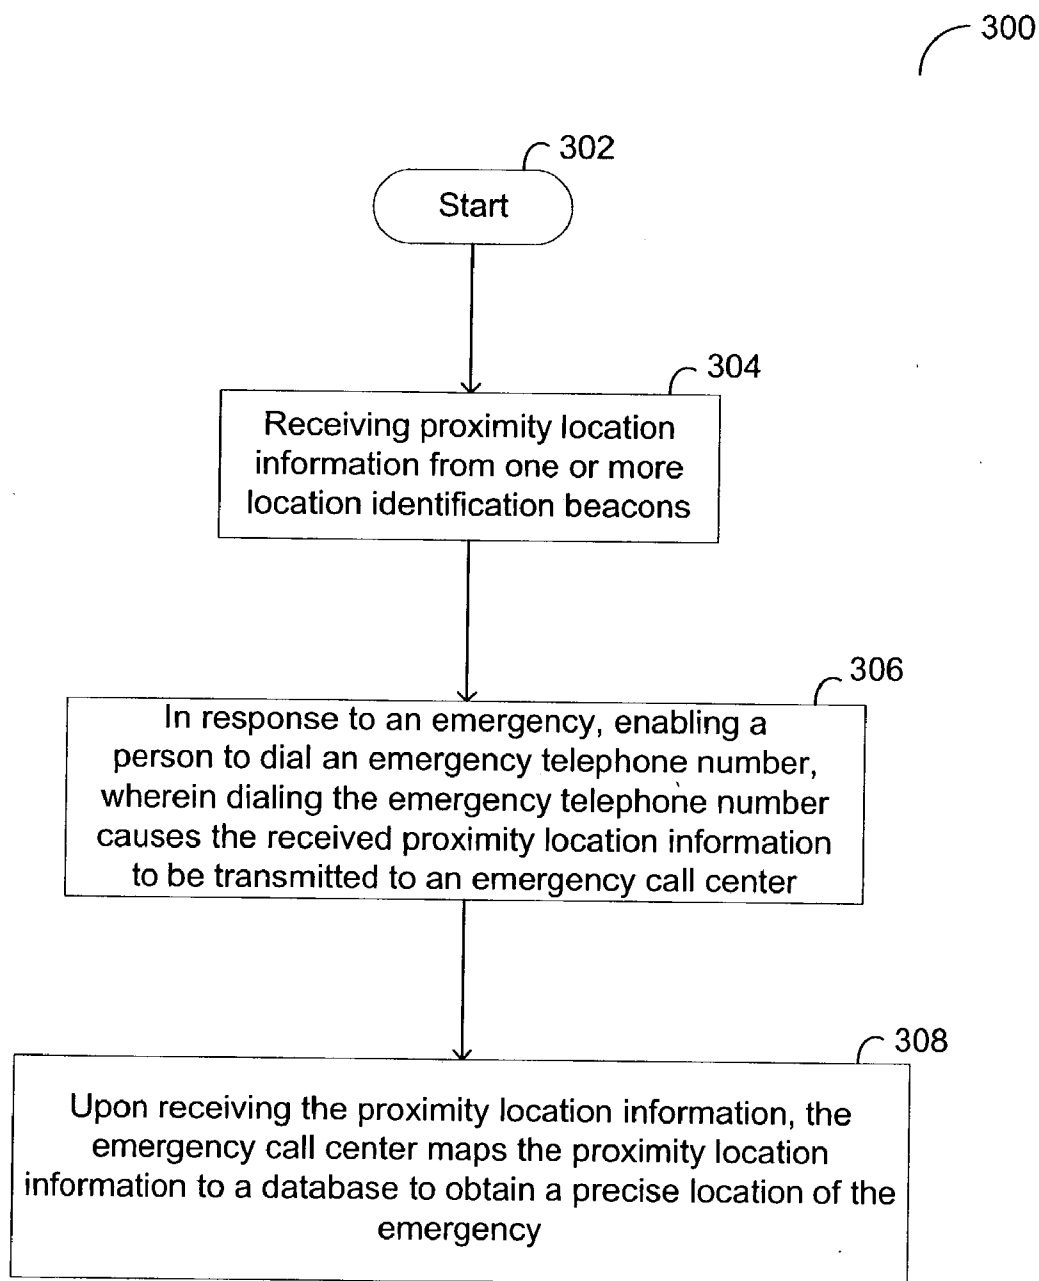 300
302
Start
304
Receiving proximity location
information from one or more
location identification beacons
306
In response to an emergency, enabling a
person to dial an emergency telephone number,
wherein dialing the emergency telephone number
causes the received proximity location information
to be transmitted to an emergency call center
308
Upon receiving the proximity location information, the
emergency call center maps the proximity location
information to a database to obtain a precise location of the
emergency